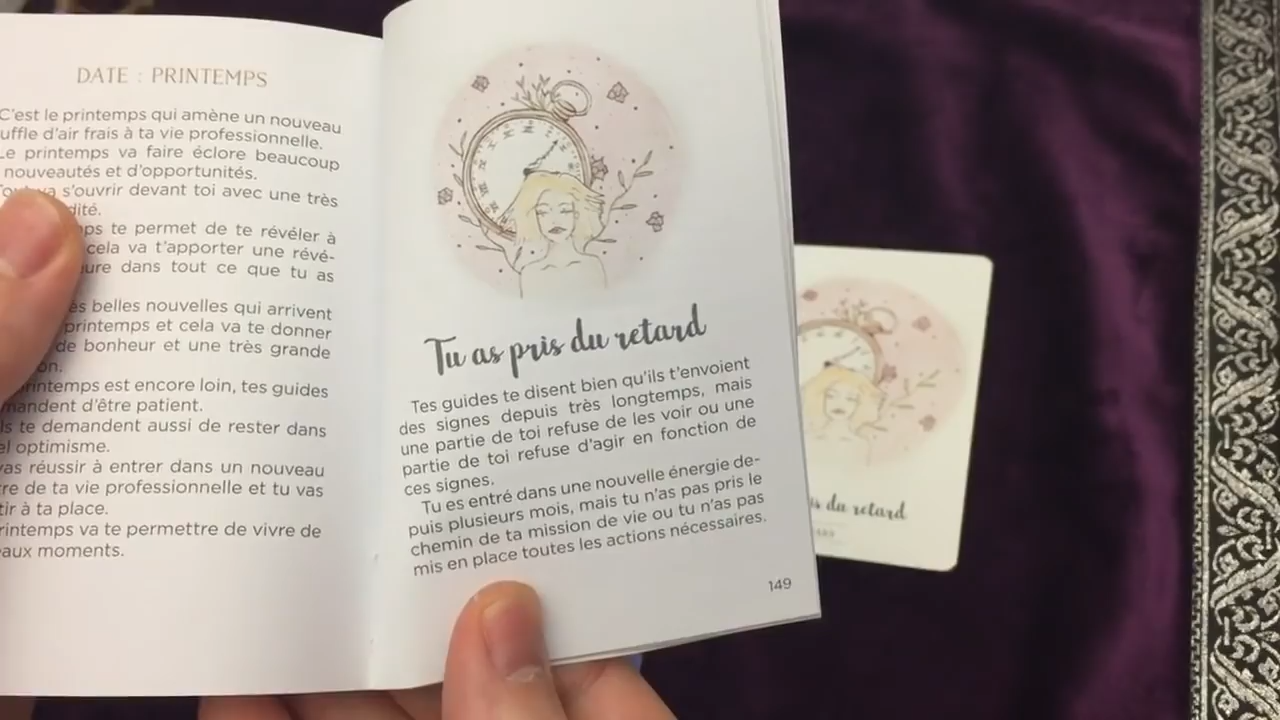 DATE : PRINTEMPS
C'est le printemps qui amène un nouveau
uffle d'air frais à ta vie professionnelle.
Le printemps va faire éclore beaucoup
nouveautés et d'opportunités.
va s'ouvrir devant toi avec une très
dité.
ps te permet de te révéler à
cela va t'apporter une révé-
ure dans tout ce que tu as
es belles nouvelles qui arrivent
printemps et cela va te donner
de bonheur et une très grande
on.
rintemps est encore loin, tes guides
mandent d'être patient.
ls te demandent aussi de rester dans
el optimisme.
vas réussir à entrer dans un nouveau
re de ta vie professionnelle et tu vas
tir à ta place.
rintemps va te permettre de vivre de
aux moments.
Tu as pris du retard
Tes guides te disent bien qu'ils t'envoient
des signes depuis très longtemps, mais
une partie de toi refuse de les voir ou une
partie de toi refuse d'agir en fonction de
ces signes.
Tu es entré dans une nouvelle énergie de-
puis plusieurs mois, mais tu n'as pas pris le
chemin de ta mission de vie ou tu n'as pas
mis en place toutes les actions nécessaires.
149
is du retard